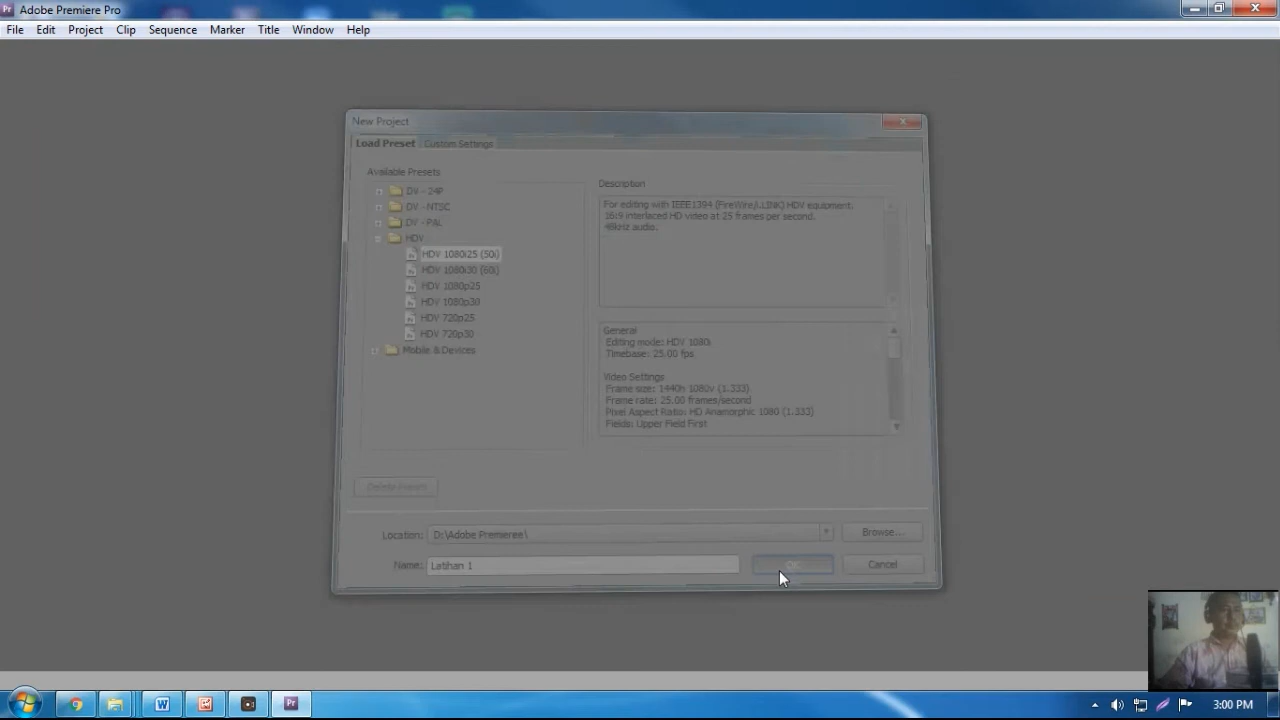 Adobe Premiere Pro
File Edit Project Clip Sequence Marker Title Window Help
New Project
Load Preset Custom Settings
Available Presets
DV - 24P
DV - NTSC
DV - PAL
HDV
HDV 1080i25 (50i)
HDV 1080i30 (60i)
HDV 1080p25
HDV 1080p30
HDV 720p25
HDV 720p30
Mobile & Devices
Description
For editing with IEEE1394 (FireWire/i.LINK) HDV equipment.
16:9 interlaced HD video at 25 frames per second.
48kHz audio.
General
Editing mode: HDV 1080i
Timebase: 25.00 fps
Video Settings
Frame size: 1440h 1080v (1.333)
Frame rate: 25.00 frames/second
Pixel Aspect Ratio: HD Anamorphic 1080 (1.333)
Fields: Upper Field First
Delete Preset
Location: D:\Adobe Premieree\ Browse...
Name: Latihan 1 OK Cancel
3:00 PM